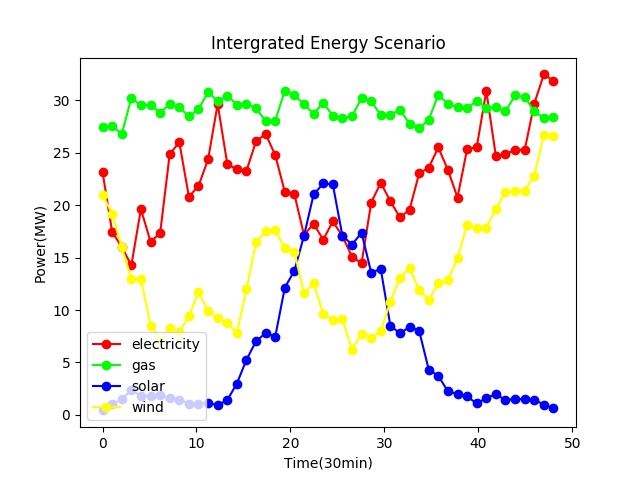 Intergrated Energy Scenario
Power(MW)
30
25
20
15
10
5
0
electricity
gas
solar
wind
0 10 20 30 40 50
Time(30min)